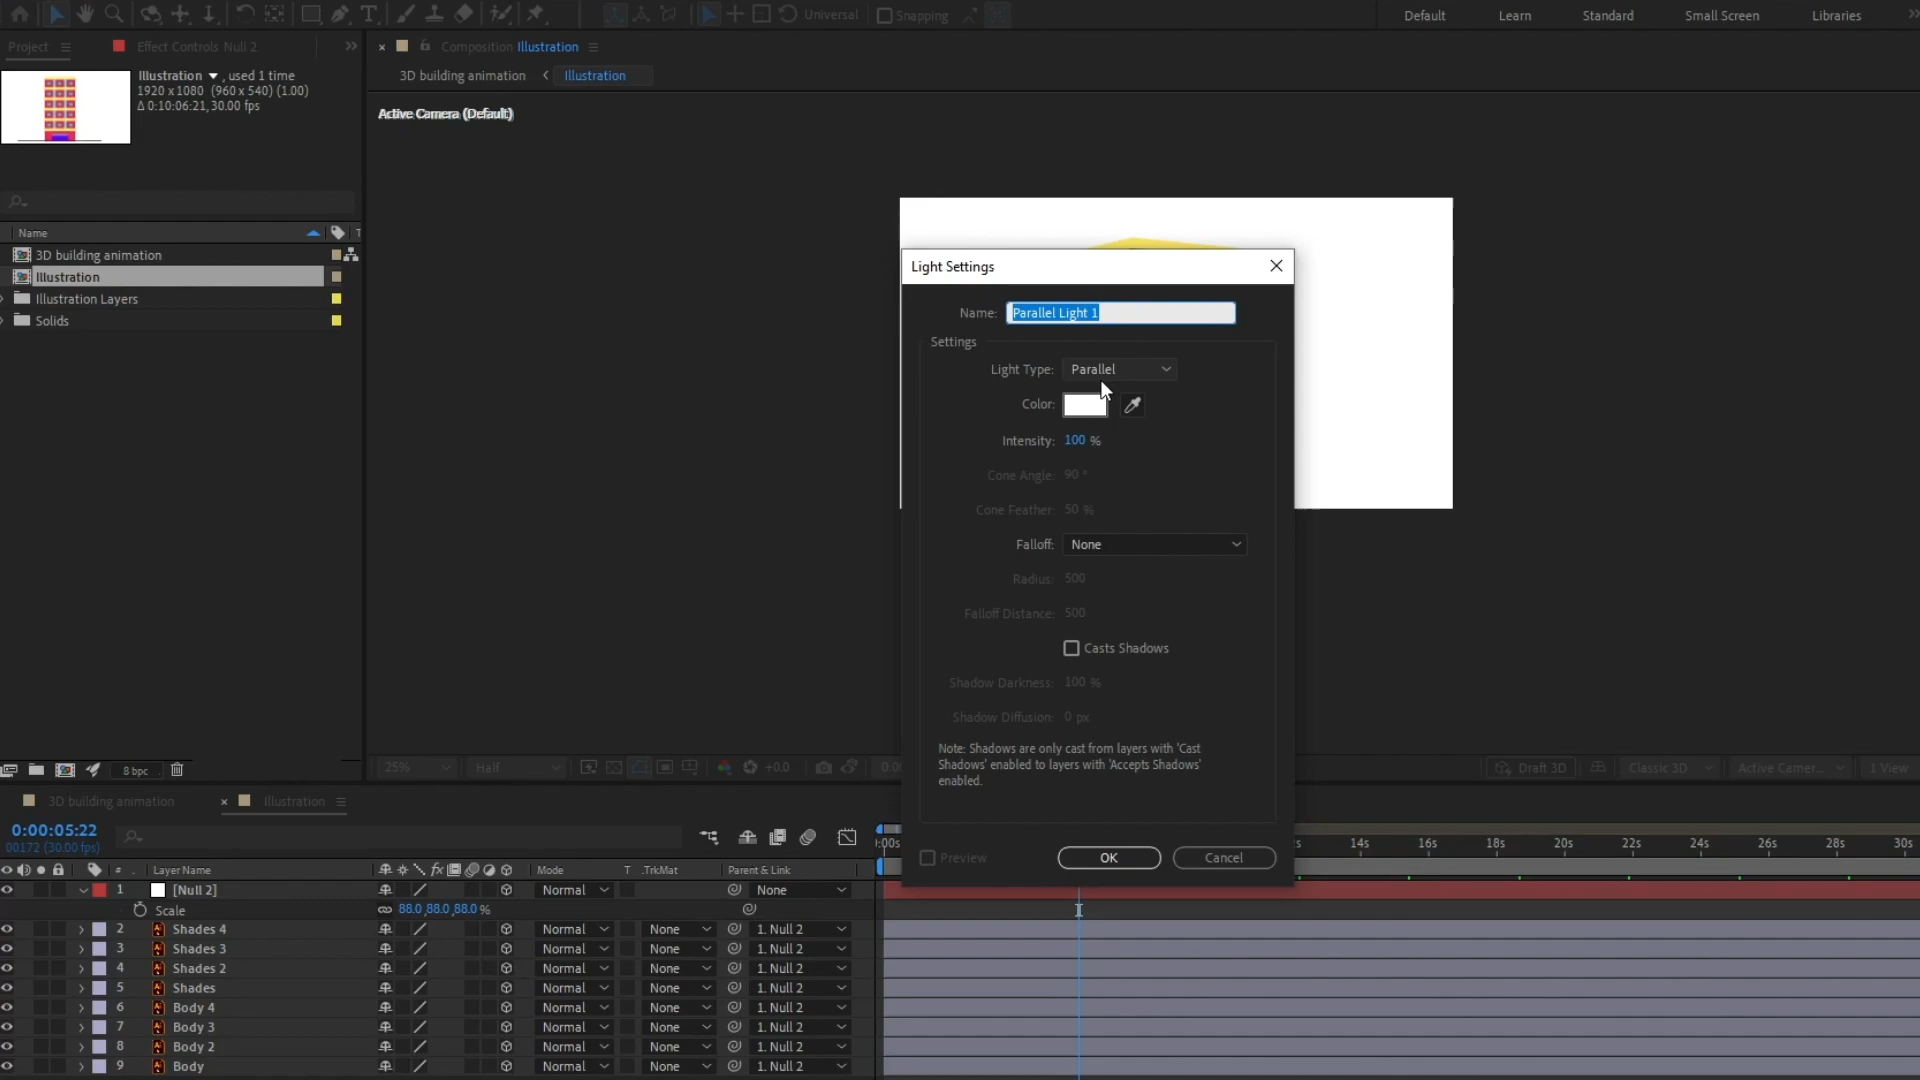 Universal
Snapping
Default
Learn
Standard
Small Screen
Libraries
Project
Effect Controls Null 2
Composition Illustration
3D building animation
Illustration
Illustration , used 1 time
1920 x 1080 (960 x 540) (1.00)
Δ 0:10:06:21, 30.00 fps
Active Camera (Default)
Name
T
3D building animation
Illustration
Illustration Layers
Solids
8 bpc
Light Settings
Name: Parallel Light 1
Settings
Light Type: Parallel
Color:
Intensity: 100 %
Cone Angle: 90 °
Cone Feather: 50 %
Falloff: None
Radius: 500
Falloff Distance: 500
Casts Shadows
Shadow Darkness: 100 %
Shadow Diffusion: 0 px
Note: Shadows are only cast from layers with 'Cast
Shadows' enabled to layers with 'Accepts Shadows'
enabled.
Preview
OK
Cancel
25%
Half
+0.0
0:0
Draft 3D
Classic 3D
Active Camer...
1 View
3D building animation
Illustration
0:00:05:22
00172 (30.00 fps)
# Layer Name Mode T .TrkMat Parent & Link
1 [Null 2] Normal None
Scale 88.0,88.0,88.0 %
2 Shades 4 Normal None 1. Null 2
3 Shades 3 Normal None 1. Null 2
4 Shades 2 Normal None 1. Null 2
5 Shades Normal None 1. Null 2
6 Body 4 Normal None 1. Null 2
7 Body 3 Normal None 1. Null 2
8 Body 2 Normal None 1. Null 2
9 Body Normal None 1. Null 2
):00s
s 14s 16s 18s 20s 22s 24s 26s 28s 30s